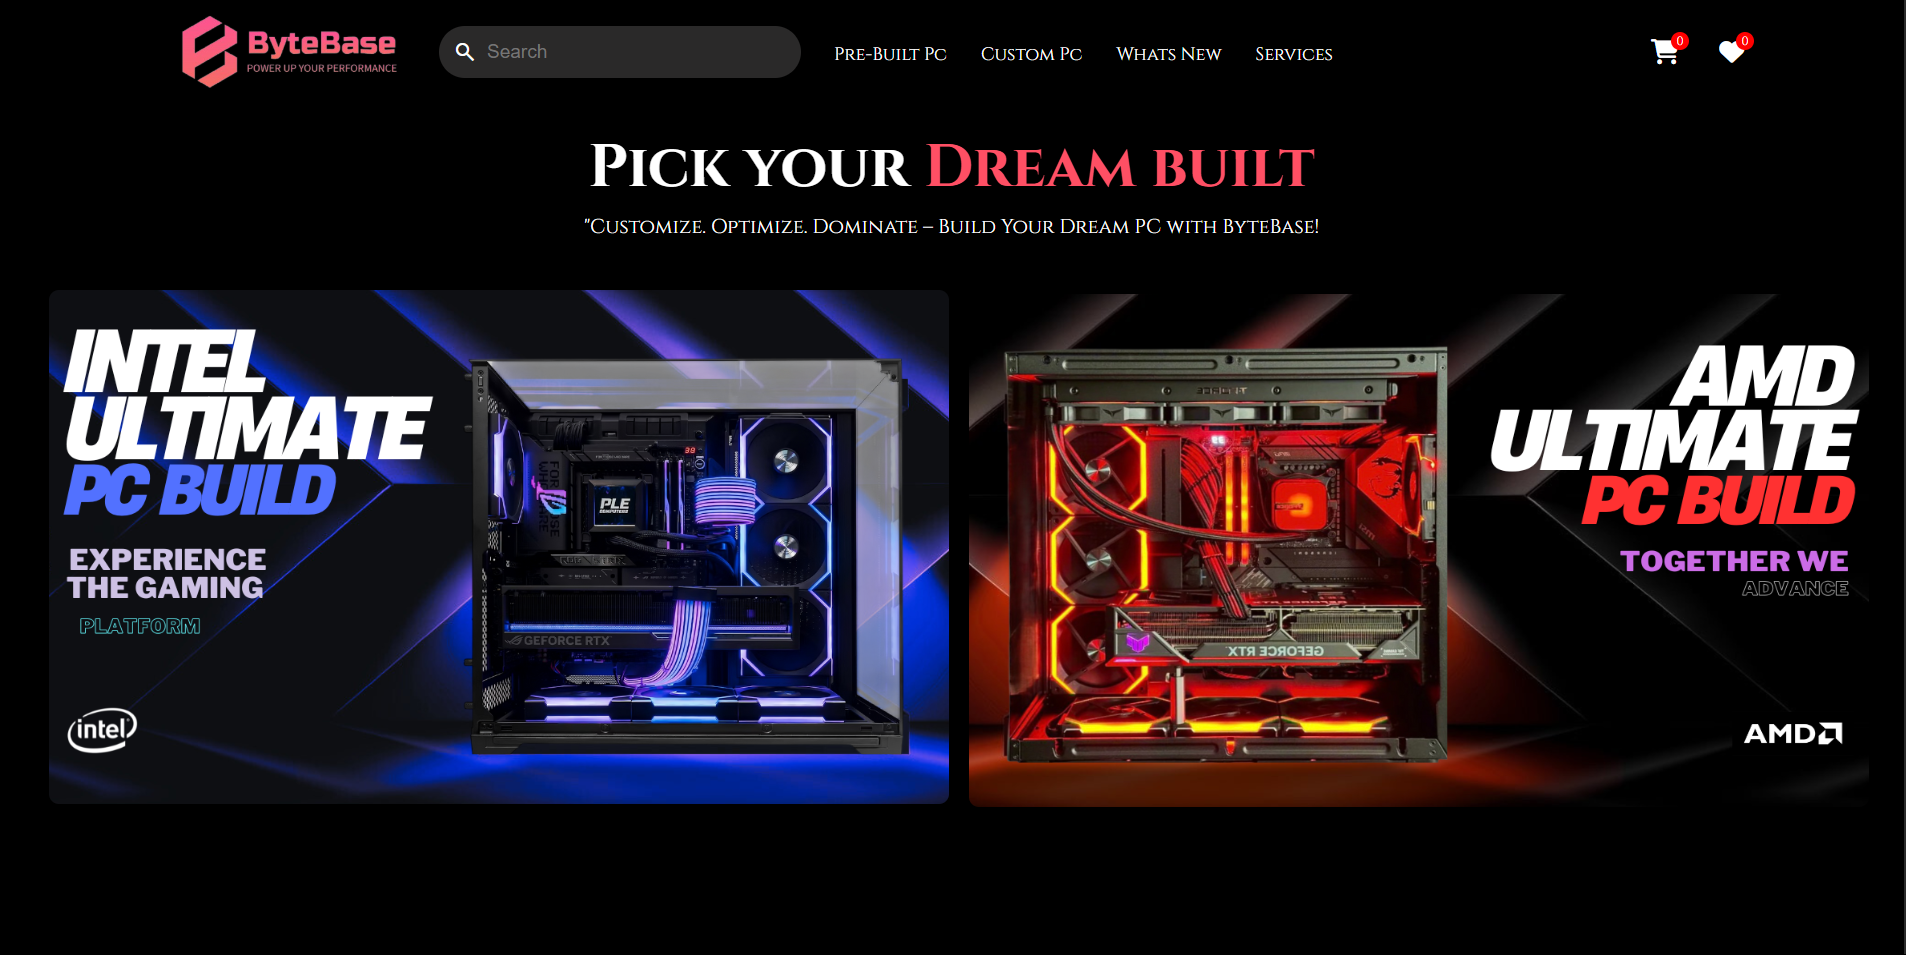 ByteBase
POWER UP YOUR PERFORMANCE
Search
Pre-Built Pc
Custom Pc
Whats New
Services
0
0
Pick your Dream built
"Customize. Optimize. Dominate – Build Your Dream PC with ByteBase!
INTEL
ULTIMATE
PC BUILD
EXPERIENCE
THE GAMING
PLATFORM
intel
38
PLE
COMPUTERS
GEFORCE RTX
AMD
ULTIMATE
PC BUILD
TOGETHER WE
ADVANCE
AMD
GEFORCE RTX